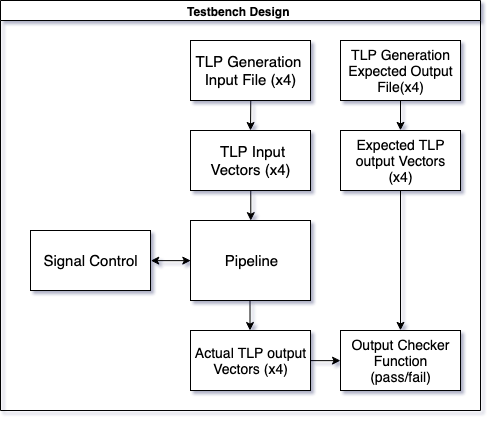 Testbench Design
TLP Generation
Input File (x4)
TLP Generation
Expected Output
File(x4)
TLP Input
Vectors (x4)
Expected TLP
output Vectors
(x4)
Signal Control
Pipeline
Actual TLP output
Vectors (x4)
Output Checker
Function
(pass/fail)